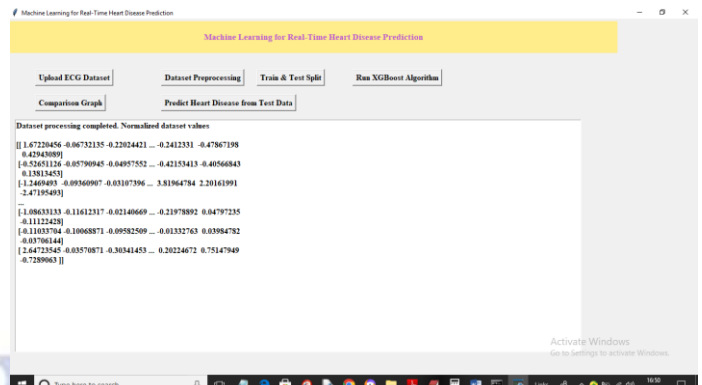 Machine Learning for Real-Time Heart Disease Prediction
Machine Learning for Real-Time Heart Disease Prediction
Upload ECG Dataset
Dataset Preprocessing
Train & Test Split
Run XGBoost Algorithm
Comparison Graph
Predict Heart Disease from Test Data
Dataset processing completed. Normalized dataset values
[[ 1.67220456 -0.06732135 -0.22024421 ... -0.2412331 -0.47867198
0.42943089]
[-0.52651126 -0.05790945 -0.04957552 ... -0.42153413 -0.40566843
0.13813453]
[-1.2469493 -0.09360907 -0.03107396 ... 3.81964784 2.20161991
-2.47195493]
...
[-1.08633133 -0.11612317 -0.02140669 ... -0.21978892 0.04797235
-0.11122428]
[-0.11033704 -0.10068871 -0.09582509 ... -0.01332763 0.03984782
-0.03706144]
[ 2.64723545 -0.03570871 -0.30341453 ... 0.20224672 0.75147949
-0.7289063 ]]
Activate Windows
Go to Settings to activate Windows.
Type here to search
16:50